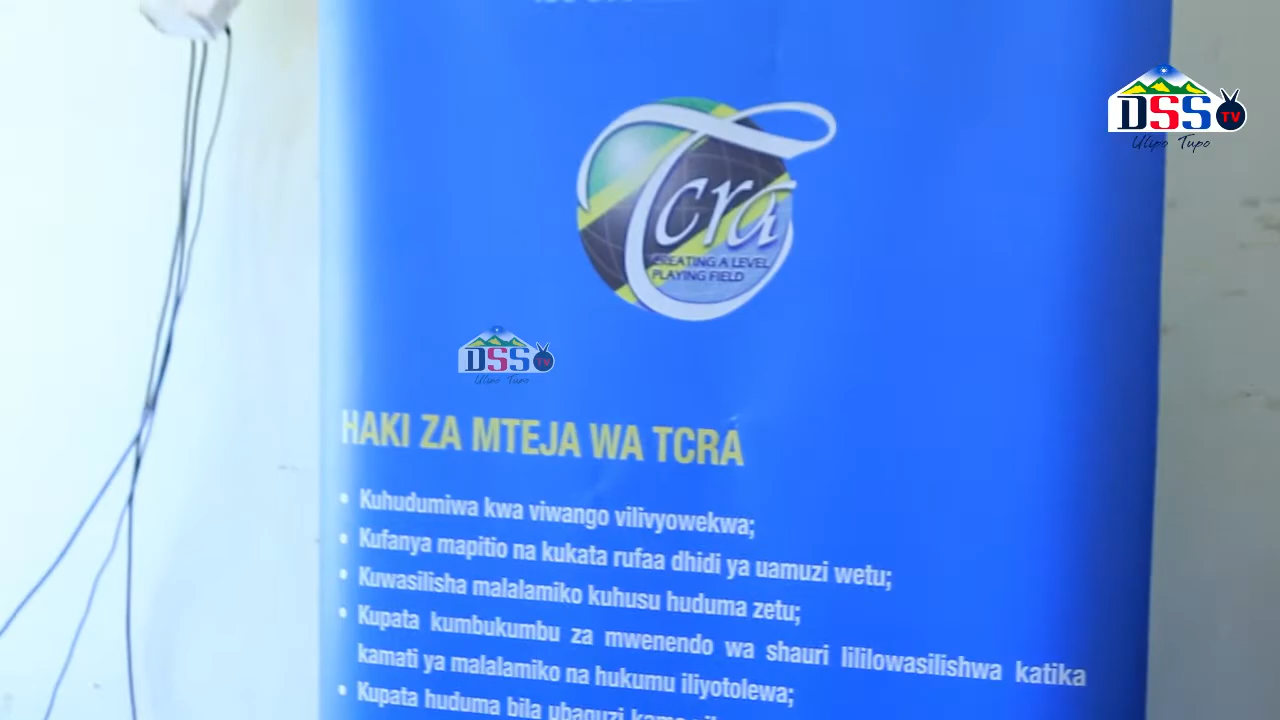 DSS TV
Ulipo Tupo
Tcra
CREATING A LEVEL
PLAYING FIELD
DSS TV
Ulipo Tupo
HAKI ZA MTEJA WA TCRA
• Kuhudumiwa kwa viwango vilivyowekwa;
• Kufanya mapitio na kukata rufaa dhidi ya uamuzi wetu;
• Kuwasilisha malalamiko kuhusu huduma zetu;
• Kupata kumbukumbu za mwenendo wa shauri lililowasilishwa katika
kamati ya malalamiko na hukumu iliyotolewa;
• Kupata huduma bila ubaguzi